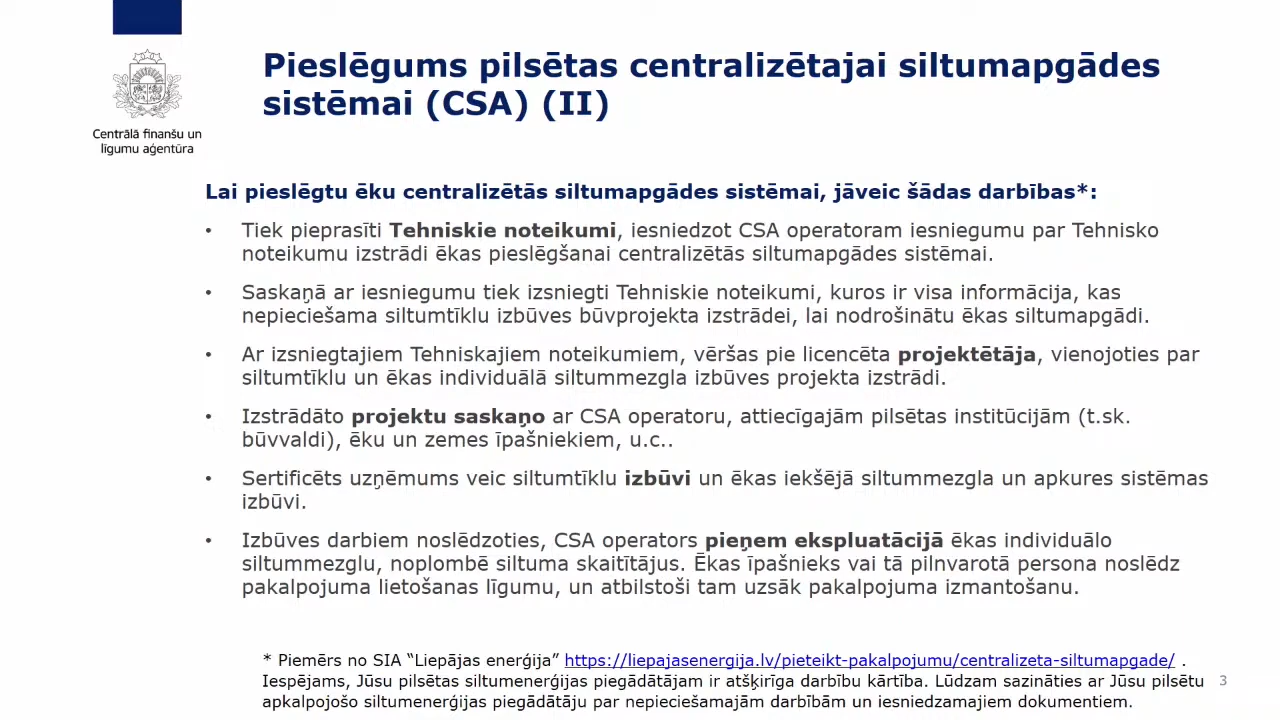 Centrālā finanšu un
līgumu aģentūra
Pieslēgums pilsētas centralizētajai siltumapgādes
sistēmai (CSA) (II)
Lai pieslēgtu ēku centralizētās siltumapgādes sistēmai, jāveic šādas darbības*:
• Tiek pieprasīti Tehniskie noteikumi, iesniedzot CSA operatoram iesniegumu par Tehnisko
noteikumu izstrādi ēkas pieslēgšanai centralizētās siltumapgādes sistēmai.
• Saskaņā ar iesniegumu tiek izsniegti Tehniskie noteikumi, kuros ir visa informācija, kas
nepieciešama siltumtīklu izbūves būvprojekta izstrādei, lai nodrošinātu ēkas siltumapgādi.
• Ar izsniegtajiem Tehniskajiem noteikumiem, vēršas pie licencēta projektētāja, vienojoties par
siltumtīklu un ēkas individuālā siltummezgla izbūves projekta izstrādi.
• Izstrādāto projektu saskaņo ar CSA operatoru, attiecīgajām pilsētas institūcijām (t.sk.
būvvaldi), ēku un zemes īpašniekiem, u.c..
• Sertificēts uzņēmums veic siltumtīklu izbūvi un ēkas iekšējā siltummezgla un apkures sistēmas
izbūvi.
• Izbūves darbiem noslēdzoties, CSA operators pieņem ekspluatācijā ēkas individuālo
siltummezglu, noplombē siltuma skaitītājus. Ēkas īpašnieks vai tā pilnvarotā persona noslēdz
pakalpojuma lietošanas līgumu, un atbilstoši tam uzsāk pakalpojuma izmantošanu.
* Piemērs no SIA “Liepājas enerģija” https://liepajasenergija.lv/pieteikt-pakalpojumu/centralizeta-siltumapgade/ .
Iespējams, Jūsu pilsētas siltumenerģijas piegādātājam ir atšķirīga darbību kārtība. Lūdzam sazināties ar Jūsu pilsētu
apkalpojošo siltumenerģijas piegādātāju par nepieciešamajām darbībām un iesniedzamajiem dokumentiem.
3